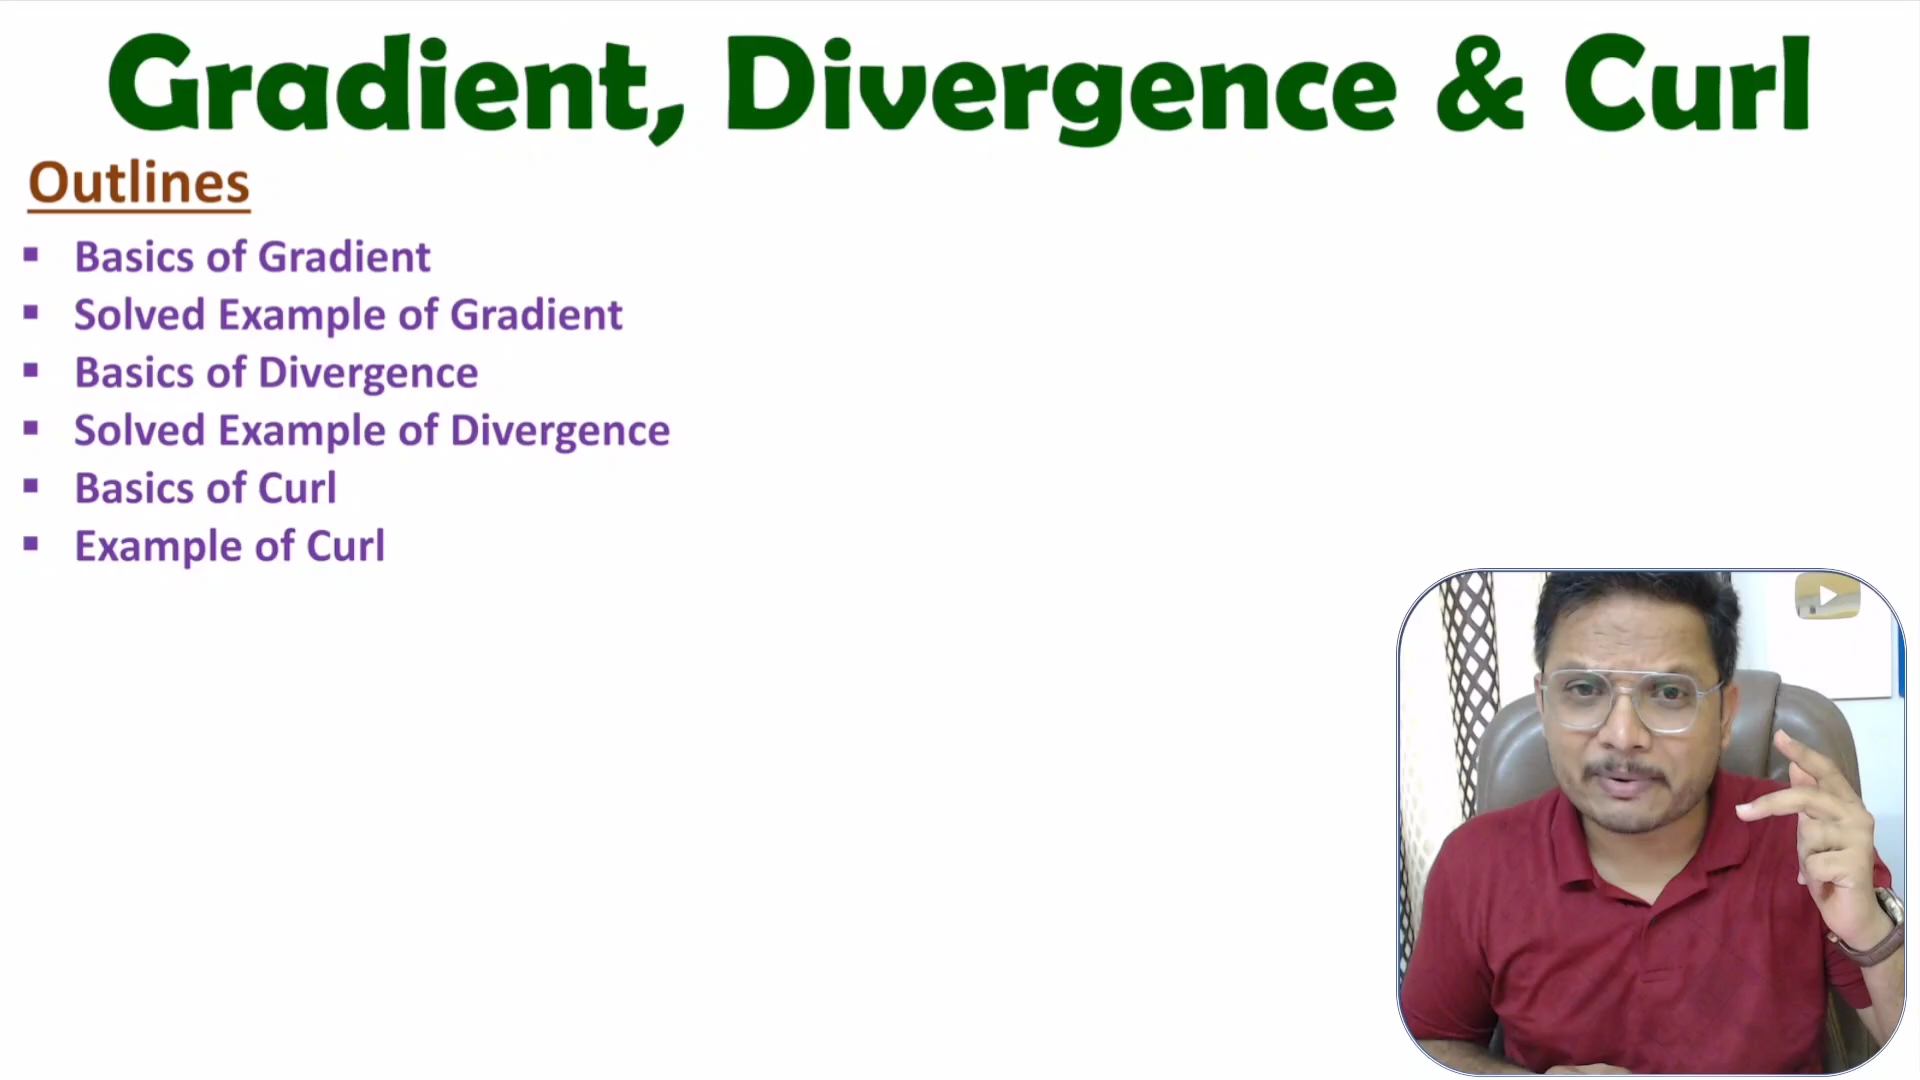 Gradient, Divergence & Curl
Outlines
▪ Basics of Gradient
▪ Solved Example of Gradient
▪ Basics of Divergence
▪ Solved Example of Divergence
▪ Basics of Curl
▪ Example of Curl